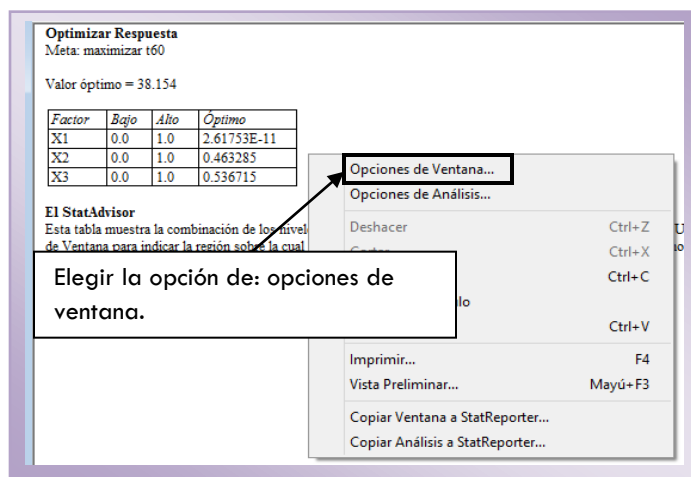 Optimizar Respuesta
Meta: maximizar t60
Valor óptimo = 38.154
Factor Bajo Alto Óptimo
X1 0.0 1.0 2.61753E-11
X2 0.0 1.0 0.463285
X3 0.0 1.0 0.536715
El StatAdvisor
Esta tabla muestra la combinación de los
de Ventana para indicar la región sobre la cual
Elegir la opción de: opciones de
ventana.
Opciones de Ventana...
Opciones de Análisis...
Deshacer Ctrl+Z
Ctrl+X
Ctrl+C
Ctrl+V
Imprimir... F4
Vista Preliminar... Mayú+F3
Copiar Ventana a StatReporter...
Copiar Análisis a StatReporter...